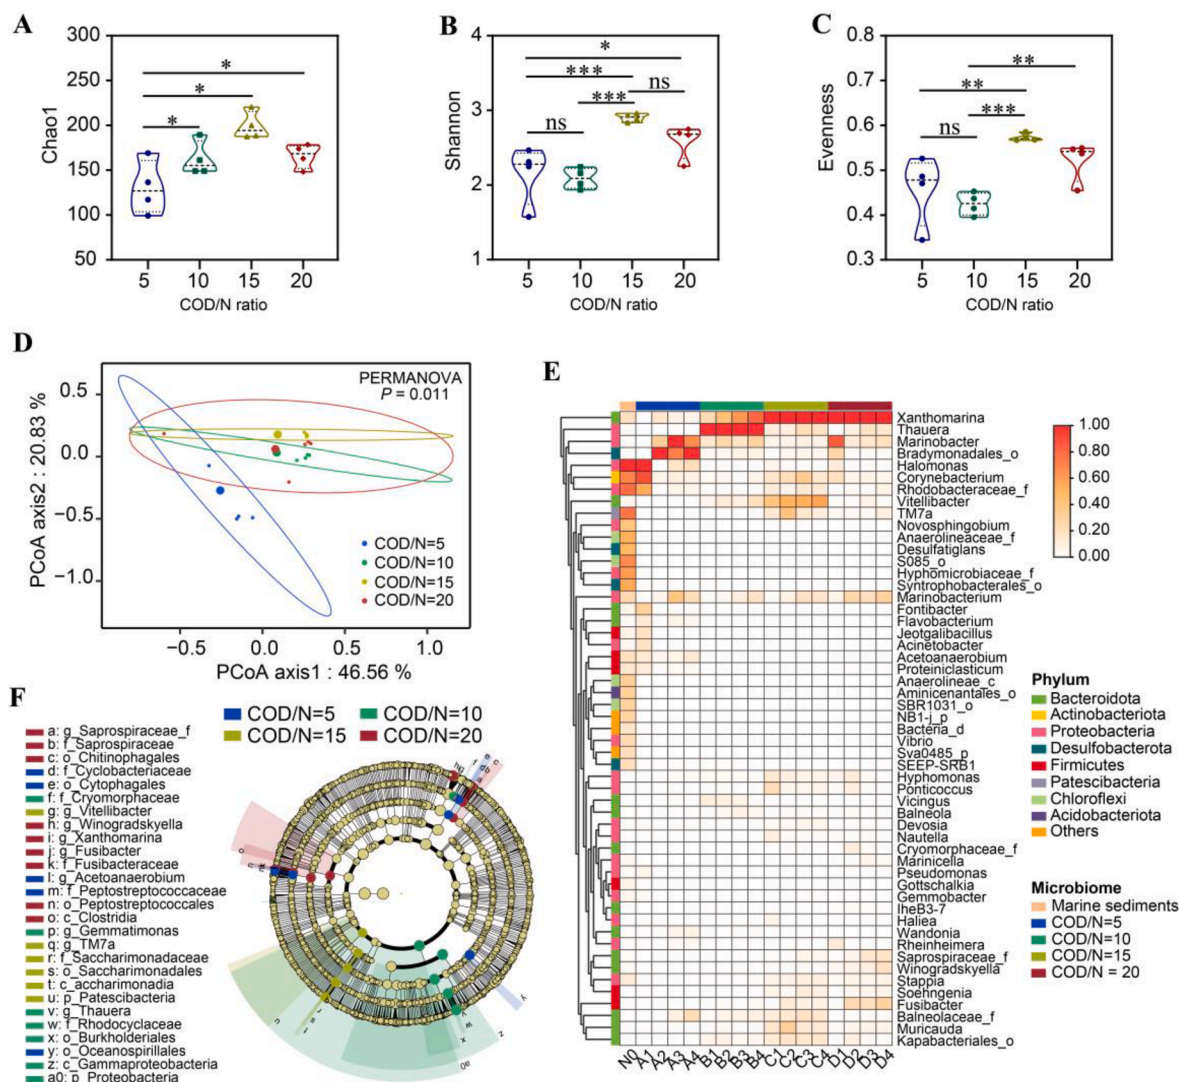 A
300
250
200
150
100
50
Chao1
*
*
*
5 10 15 20
COD/N ratio
B
4
3
2
1
Shannon
*
***
ns
***
ns
5 10 15 20
COD/N ratio
C
0.8
0.7
0.6
0.5
0.4
0.3
Evenness
**
**
***
ns
5 10 15 20
COD/N ratio
D
PERMANOVA
P = 0.011
0.5
0.0
−0.5
−1.0
PCoA axis2 : 20.83 %
COD/N=5
COD/N=10
COD/N=15
COD/N=20
−0.5 0.0 0.5 1.0
PCoA axis1 : 46.56 %
E
Xanthomarina
Thauera
Marinobacter
Bradymonadales_o
Halomonas
Corynebacterium
Rhodobacteraceae_f
Vitellibacter
TM7a
Novosphingobium
Anaerolineaceae_f
Desulfatiglans
S085_o
Hyphomicrobiaceae_f
Syntrophobacterales_o
Marinobacterium
Fontibacter
Flavobacterium
Jeotgalibacillus
Acinetobacter
Acetoanaerobium
Proteiniclasticum
Anaerolineae_c
Aminicenantales_o
SBR1031_o
NB1-j_p
Bacteria_d
Vibrio
Sva0485_p
SEEP-SRB1
Hyphomonas
Ponticoccus
Vicingus
Balneola
Devosia
Nautella
Cryomorphaceae_f
Marinicella
Pseudomonas
Gottschalkia
Gemmobacter
IheB3-7
Haliea
Wandonia
Rheinheimera
Saprospiraceae_f
Winogradskyella
Stappia
Soehngenia
Fusibacter
Balneolaceae_f
Muricauda
Kapabacteriales_o
N0 A1 A2 A3 A4 B1 B2 B3 B4 C1 C2 C3 C4 D1 D2 D3 D4
1.00
0.80
0.60
0.40
0.20
0.00
Phylum
Bacteroidota
Actinobacteriota
Proteobacteria
Desulfobacterota
Firmicutes
Patescibacteria
Chloroflexi
Acidobacteriota
Others
Microbiome
Marine sediments
COD/N=5
COD/N=10
COD/N=15
COD/N = 20
F
COD/N=5 COD/N=10
COD/N=15 COD/N=20
a: g_Saprospiraceae_f
b: f_Saprospiraceae
c: o_Chitinophagales
d: f_Cyclobacteriaceae
e: o_Cytophagales
f: f_Cryomorphaceae
g: g_Vitellibacter
h: g_Winogradskyella
i: g_Xanthomarina
j: g_Fusibacter
k: f_Fusibacteraceae
l: g_Acetoanaerobium
m: f_Peptostreptococcaceae
n: o_Peptostreptococcales
o: c_Clostridia
p: g_Gemmatimonas
q: g_TM7a
r: f_Saccharimonadaceae
s: o_Saccharimonadales
t: c_accharimonadia
u: p_Patescibacteria
v: g_Thauera
w: f_Rhodocyclaceae
x: o_Burkholderiales
y: o_Oceanospirillales
z: c_Gammaproteobacteria
a0: p_Proteobacteria
o
u
y
w
x
z
a0